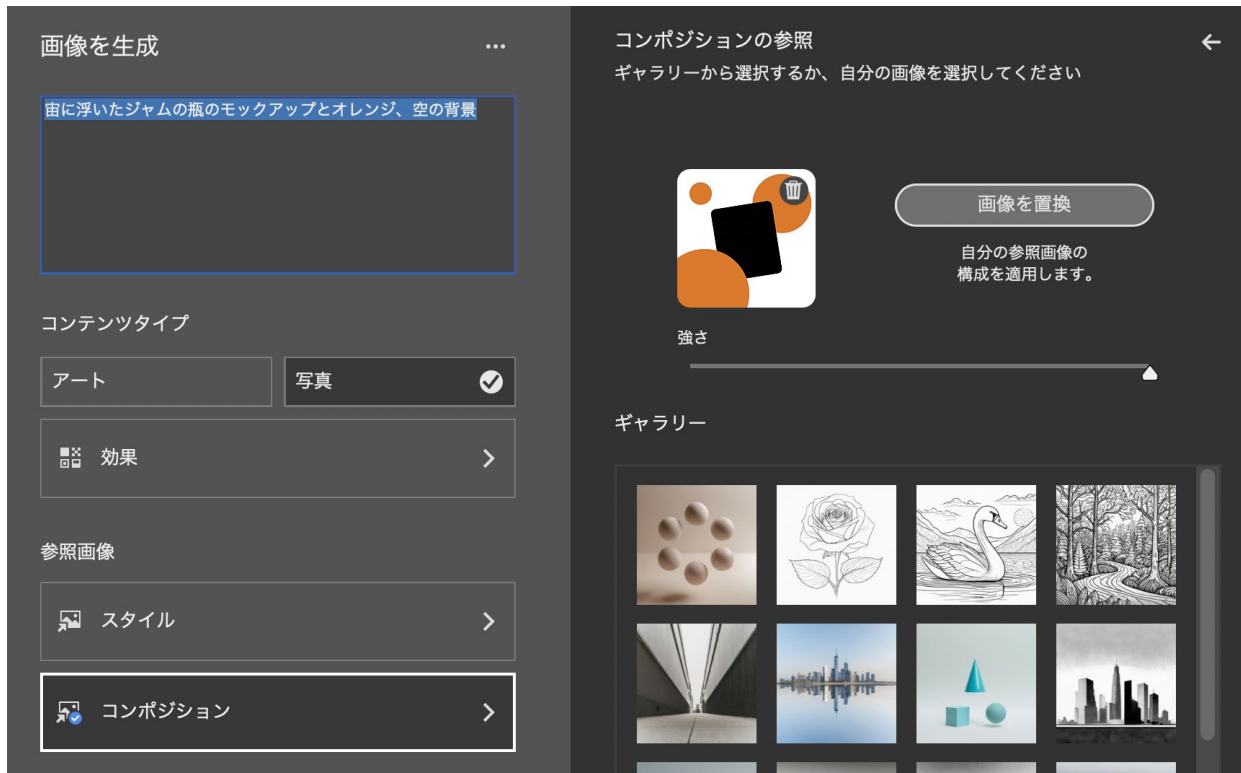 画像を生成
宙に浮いたジャムの瓶のモックアップとオレンジ、空の背景
コンテンツタイプ
アート
写真
効果
参照画像
スタイル
コンポジション
コンポジションの参照
ギャラリーから選択するか、自分の画像を選択してください
画像を置換
自分の参照画像の
構成を適用します。
強さ
ギャラリー